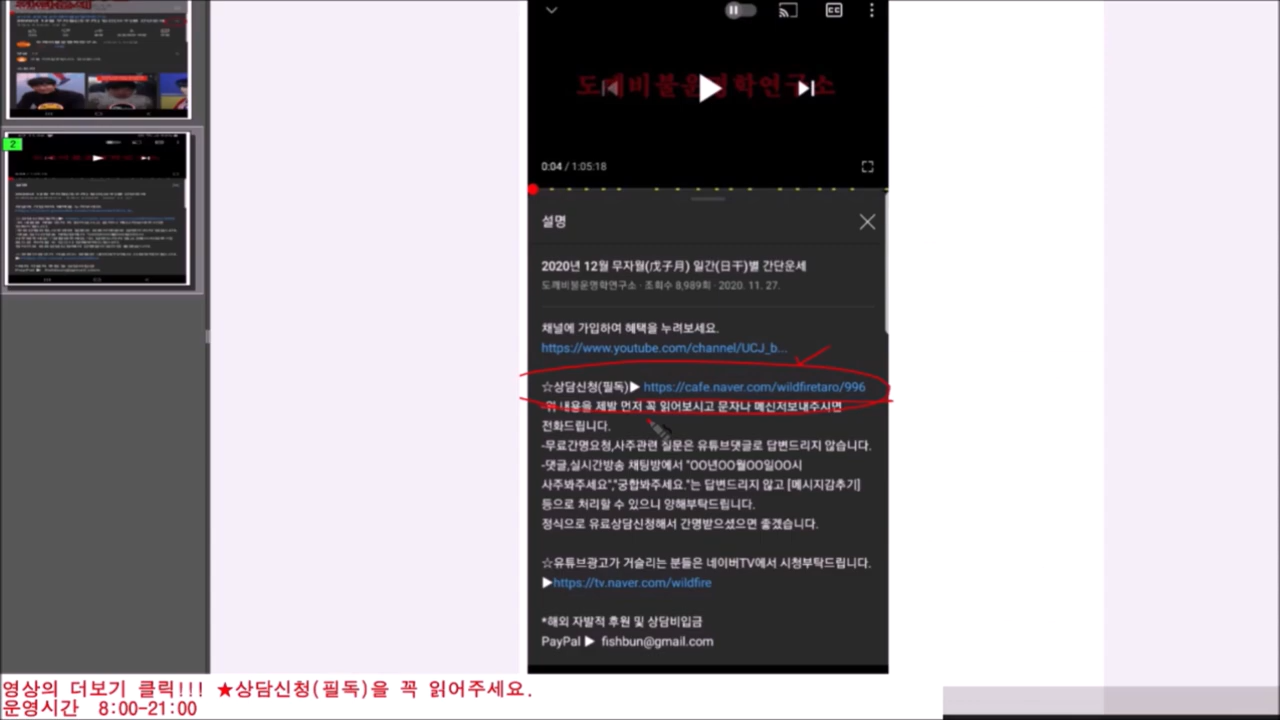 2
도깨비불운명학연구소
0:04 / 1:05:18
설명
2020년 12월 무자월(戊子月) 일간(日干)별 간단운세
도깨비불운명학연구소 · 조회수 8,989회 · 2020. 11. 27.
채널에 가입하여 혜택을 누려보세요.
https://www.youtube.com/channel/UCJ_b...
☆상담신청(필독)▶ https://cafe.naver.com/wildfiretaro/996
-위 내용을 제발 먼저 꼭 읽어보시고 문자나 메신저보내주시면
전화드립니다.
-무료간명요청,사주관련 질문은 유튜브댓글로 답변드리지 않습니다.
-댓글,실시간방송 채팅방에서 "OO년OO월OO일OO시
사주봐주세요","궁합봐주세요."는 답변드리지 않고 [메시지감추기]
등으로 처리할 수 있으니 양해부탁드립니다.
정식으로 유료상담신청해서 간명받으셨으면 좋겠습니다.
☆유튜브광고가 거슬리는 분들은 네이버TV에서 시청부탁드립니다.
▶https://tv.naver.com/wildfire
*해외 자발적 후원 및 상담비입금
PayPal ▶ fishbun@gmail.com
영상의 더보기 클릭!!! ★상담신청(필독)을 꼭 읽어주세요.
운영시간 8:00-21:00